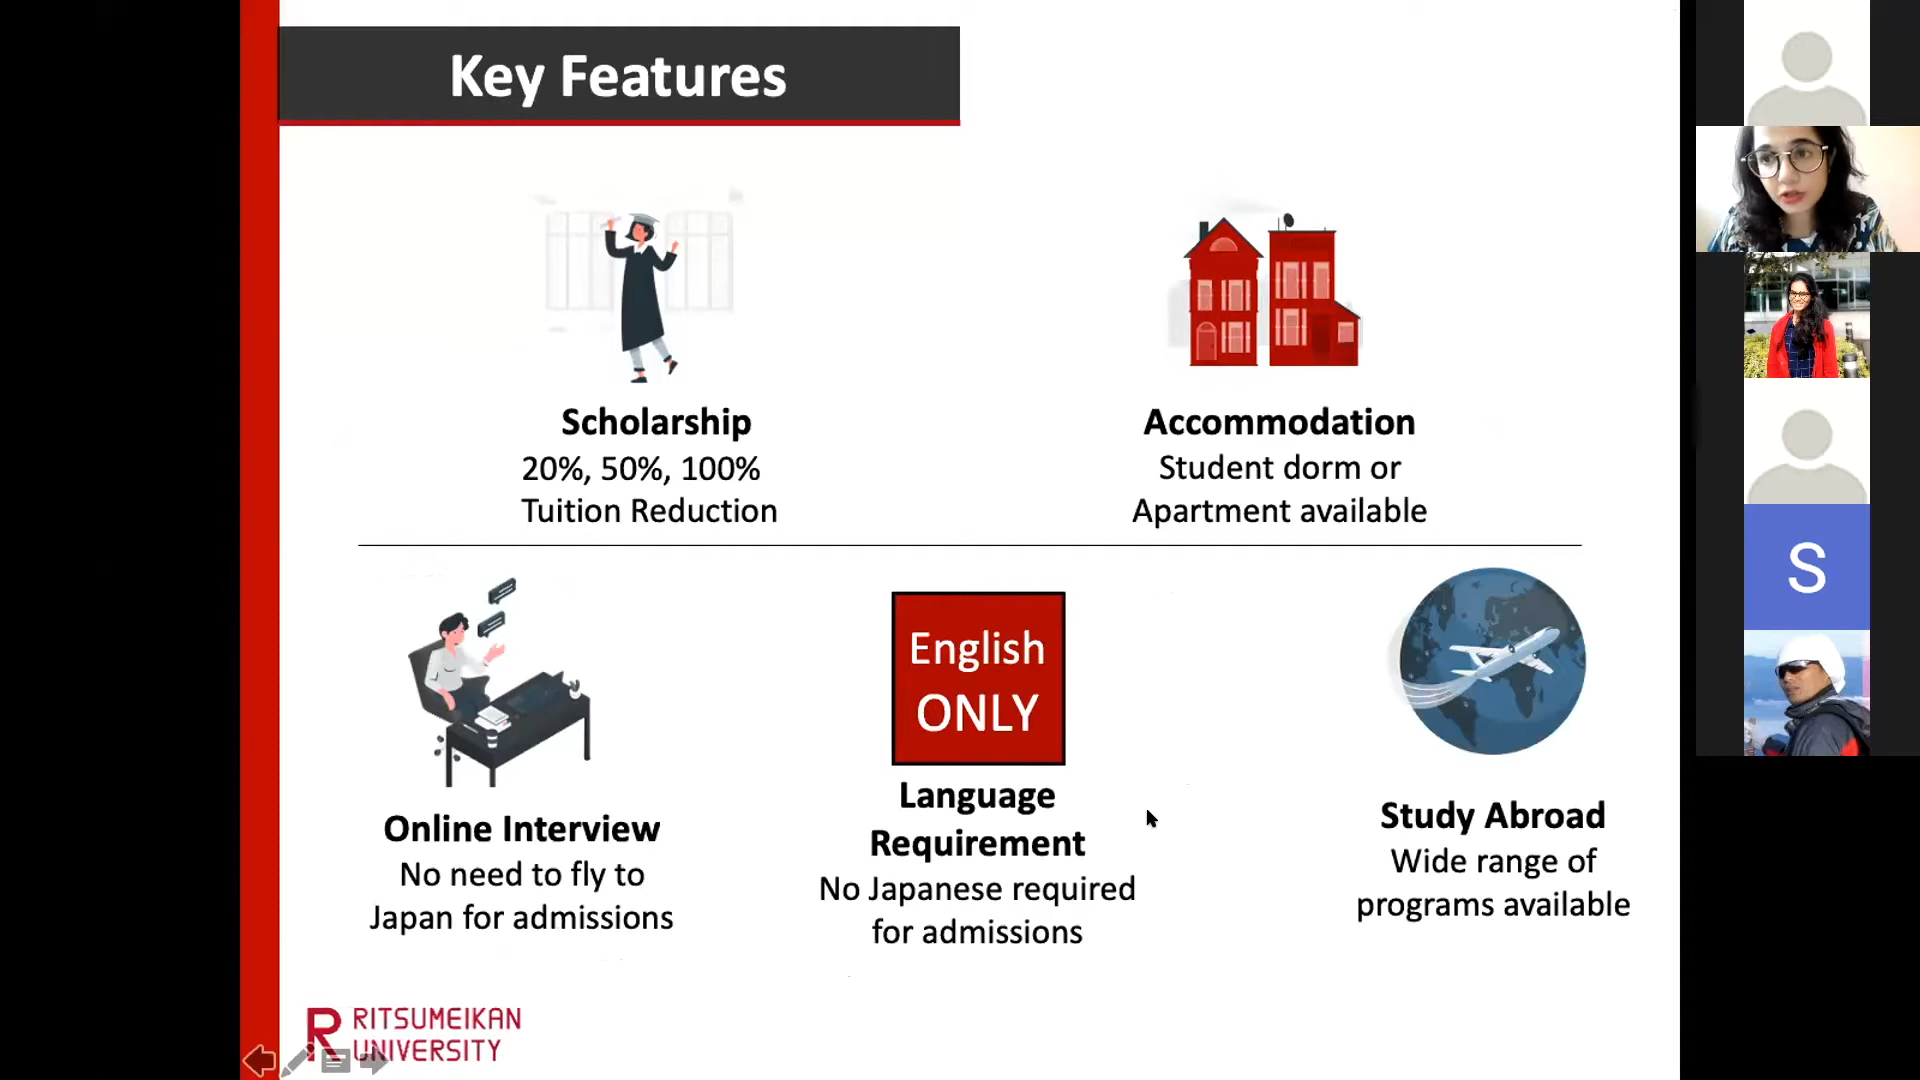 Key Features
Scholarship
20%, 50%, 100%
Tuition Reduction
Accommodation
Student dorm or
Apartment available
Online Interview
No need to fly to
Japan for admissions
English
ONLY
Language
Requirement
No Japanese required
for admissions
Study Abroad
Wide range of
programs available
R RITSUMEIKAN
UNIVERSITY
S